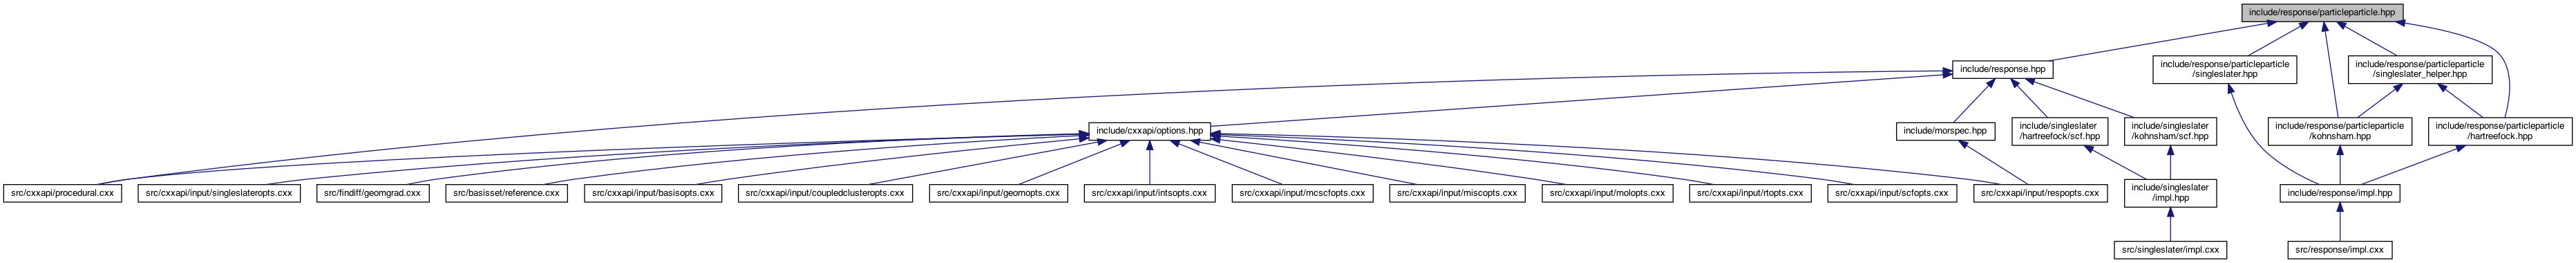 include/response/particleparticle.hpp
include/response.hpp
include/response/particleparticle
/singleslater.hpp
include/response/particleparticle
/singleslater_helper.hpp
include/cxxapi/options.hpp
include/morspec.hpp
include/singleslater
/hartreefock/scf.hpp
include/singleslater
/kohnsham/scf.hpp
include/response/particleparticle
/kohnsham.hpp
include/response/particleparticle
/hartreefock.hpp
src/cxxapi/procedural.cxx
src/cxxapi/input/singleslateropts.cxx
src/findiff/geomgrad.cxx
src/basisset/reference.cxx
src/cxxapi/input/basisopts.cxx
src/cxxapi/input/coupledclusteropts.cxx
src/cxxapi/input/geomopts.cxx
src/cxxapi/input/intsopts.cxx
src/cxxapi/input/mcscfopts.cxx
src/cxxapi/input/miscopts.cxx
src/cxxapi/input/molopts.cxx
src/cxxapi/input/rtopts.cxx
src/cxxapi/input/scfopts.cxx
src/cxxapi/input/respopts.cxx
include/singleslater
/impl.hpp
include/response/impl.hpp
src/singleslater/impl.cxx
src/response/impl.cxx